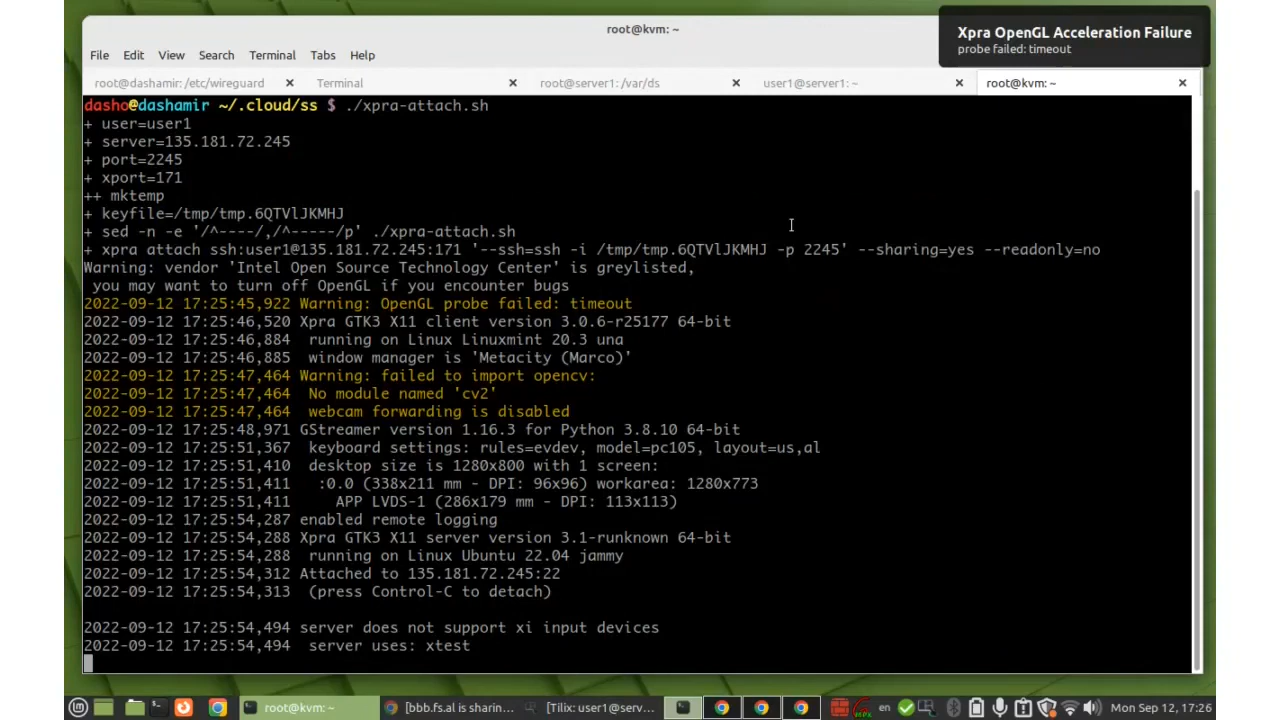 root@kvm: ~
Xpra OpenGL Acceleration Failure
probe failed: timeout
File Edit View Search Terminal Tabs Help
root@dashamir: /etc/wireguard × Terminal × root@server1: /var/ds × user1@server1: ~ × root@kvm: ~ ×
dasho@dashamir ~/.cloud/ss $ ./xpra-attach.sh
+ user=user1
+ server=135.181.72.245
+ port=2245
+ xport=171
++ mktemp
+ keyfile=/tmp/tmp.6QTVlJKMHJ
+ sed -n -e '/^----/,/^-----/p' ./xpra-attach.sh
+ xpra attach ssh:user1@135.181.72.245:171 '--ssh=ssh -i /tmp/tmp.6QTVlJKMHJ -p 2245' --sharing=yes --readonly=no
Warning: vendor 'Intel Open Source Technology Center' is greylisted,
you may want to turn off OpenGL if you encounter bugs
2022-09-12 17:25:45,922 Warning: OpenGL probe failed: timeout
2022-09-12 17:25:46,520 Xpra GTK3 X11 client version 3.0.6-r25177 64-bit
2022-09-12 17:25:46,884 running on Linux Linuxmint 20.3 una
2022-09-12 17:25:46,885 window manager is 'Metacity (Marco)'
2022-09-12 17:25:47,464 Warning: failed to import opencv:
2022-09-12 17:25:47,464 No module named 'cv2'
2022-09-12 17:25:47,464 webcam forwarding is disabled
2022-09-12 17:25:48,971 GStreamer version 1.16.3 for Python 3.8.10 64-bit
2022-09-12 17:25:51,367 keyboard settings: rules=evdev, model=pc105, layout=us,al
2022-09-12 17:25:51,410 desktop size is 1280x800 with 1 screen:
2022-09-12 17:25:51,411 :0.0 (338x211 mm - DPI: 96x96) workarea: 1280x773
2022-09-12 17:25:51,411 APP LVDS-1 (286x179 mm - DPI: 113x113)
2022-09-12 17:25:54,287 enabled remote logging
2022-09-12 17:25:54,288 Xpra GTK3 X11 server version 3.1-runknown 64-bit
2022-09-12 17:25:54,288 running on Linux Ubuntu 22.04 jammy
2022-09-12 17:25:54,312 Attached to 135.181.72.245:22
2022-09-12 17:25:54,313 (press Control-C to detach)
2022-09-12 17:25:54,494 server does not support xi input devices
2022-09-12 17:25:54,494 server uses: xtest
root@kvm: ~ [bbb.fs.al is sharin... [Tilix: user1@serv... en Mon Sep 12, 17:26